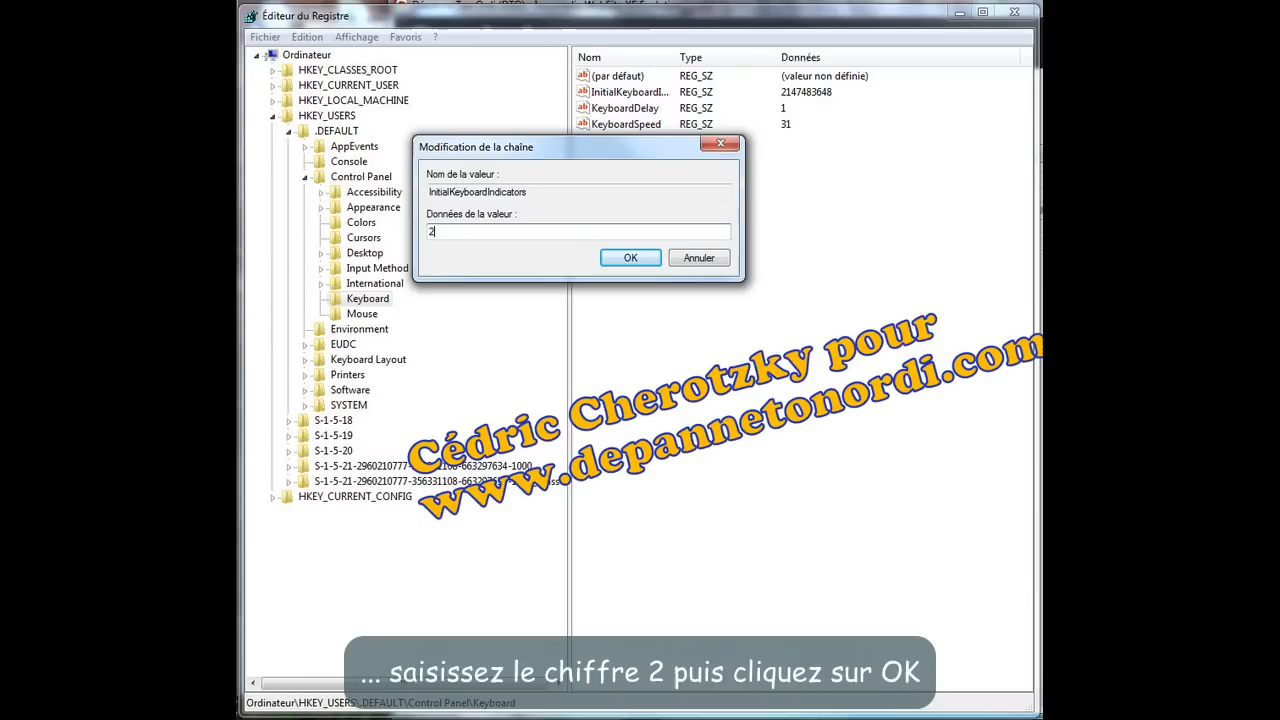 Éditeur du Registre
Fichier Edition Affichage Favoris ?
Ordinateur
HKEY_CLASSES_ROOT
HKEY_CURRENT_USER
HKEY_LOCAL_MACHINE
HKEY_USERS
.DEFAULT
AppEvents
Console
Control Panel
Accessibility
Appearance
Colors
Cursors
Desktop
Input Method
International
Keyboard
Mouse
Environment
EUDC
Keyboard Layout
Printers
Software
SYSTEM
S-1-5-18
S-1-5-19
S-1-5-20
HKEY_CURRENT_CONFIG
Nom Type Données
(par défaut) REG_SZ (valeur non définie)
InitialKeyboardI... REG_SZ 2147483648
KeyboardDelay REG_SZ 1
KeyboardSpeed REG_SZ 31
Modification de la chaîne
Nom de la valeur :
InitialKeyboardIndicators
Données de la valeur :
2
OK Annuler
Cédric Cherotzky pour
www.depannetonordi.com
... saisissez le chiffre 2 puis cliquez sur OK
Ordinateur\HKEY_USERS\.DEFAULT\Control Panel\Keyboard